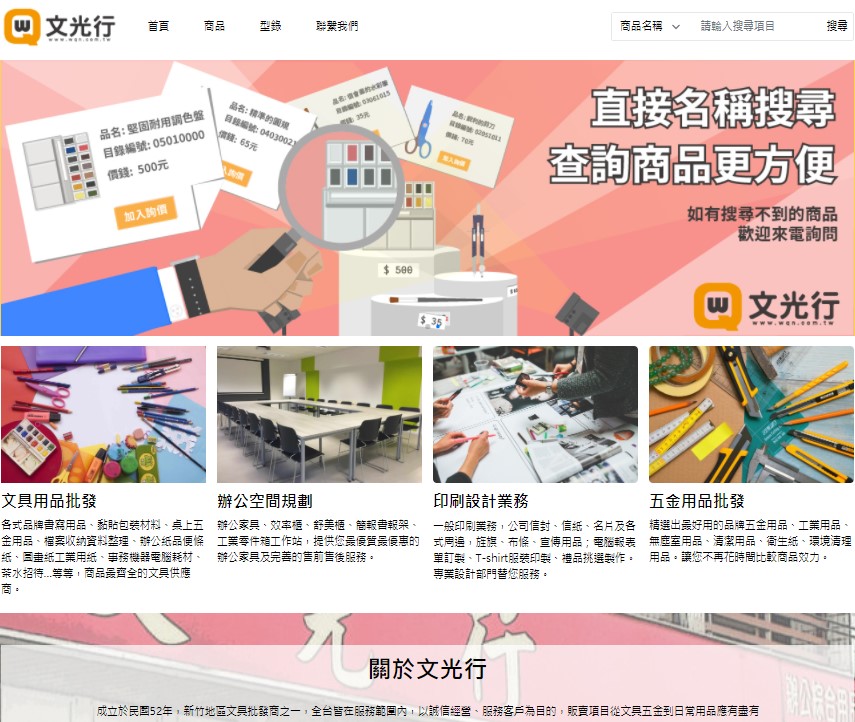 文光行
www.wqn.com.tw
首頁
商品
型錄
聯繫我們
商品名稱
請輸入搜尋項目
搜尋
品名: 堅固耐用調色盤
目錄編號: 05010000
價錢: 500元
加入詢價
品名: 精準的圓規
目錄編號: 0403002
價錢: 65元
入詢價
目錄編號: 03061015
35元
品名: 銳利的剪刀
目錄編號: 02051011
價錢: 70元
加入詢價
$ 500
$ 35
直接名稱搜尋
查詢商品更方便
如有搜尋不到的商品
歡迎來電詢問
文光行
www.wqn.com.tw
文具用品批發
各式品牌書寫用品、黏貼包裝材料、桌上五
金用品、檔案收納資料整理、辦公紙品便條
紙、圖畫紙工業用紙、事務機器電腦耗材、
茶水招待...等等，商品最齊全的文具供應
商。
辦公空間規劃
辦公家具、效率櫃、舒美櫃、簡報書報架、
工業零件箱工作站，提供您最優質最優惠的
辦公家具及完善的售前售後服務。
印刷設計業務
一般印刷業務，公司信封、信紙、名片及各
式周邊，旌旗、布條、宣傳用品；電腦報表
單訂製、T-shirt服裝印製、禮品挑選製作。
專業設計部門替您服務。
五金用品批發
精選出最好用的品牌五金用品、工業用品、
無塵室用品、清潔用品、衛生紙、環境清理
用品。讓您不再花時間比較商品效力。
關於文光行
成立於民國52年，新竹地區文具批發商之一，全台皆在服務範圍內，以誠信經營、服務客戶為目的，販賣項目從文具五金到日常用品應有盡有